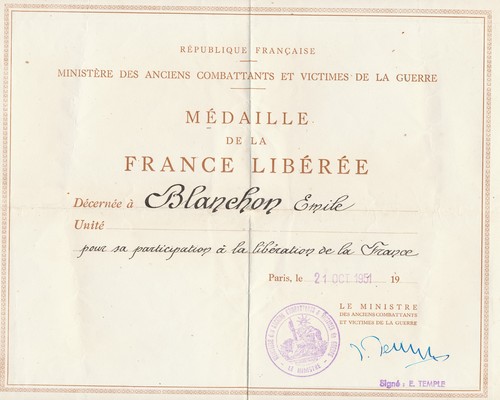 RÉPUBLIQUE FRANÇAISE
MINISTÈRE DES ANCIENS COMBATTANTS ET VICTIMES DE LA GUERRE
MÉDAILLE
DE LA
FRANCE LIBÉRÉE
Décernée à Blanchon Emile
Unité
pour sa participation à la libération de la France
Paris, le 21 OCT 1951 19
LE MINISTRE
DES ANCIENS COMBATTANTS
ET VICTIMES DE LA GUERRE
Signé : E. TEMPLE